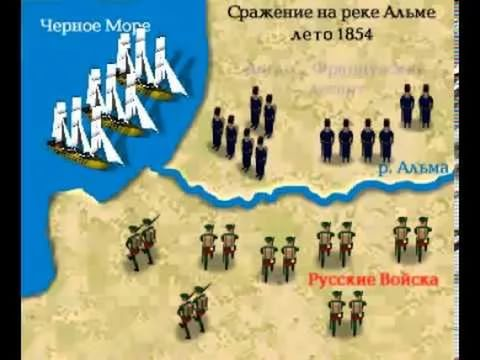 Черное Море
Сражение на реке Альме
лето 1854
р. Альма
Русские Войска